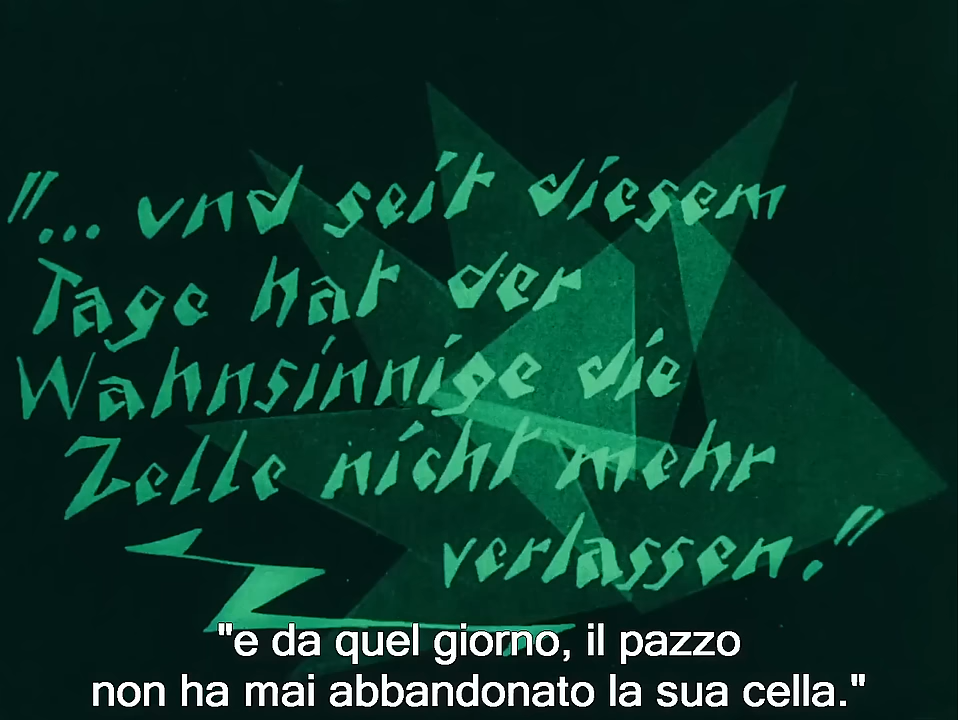 "... und seit diesem
Tage hat der
Wahnsinnige die
Zelle nicht mehr
verlassen."
"e da quel giorno, il pazzo
non ha mai abbandonato la sua cella."